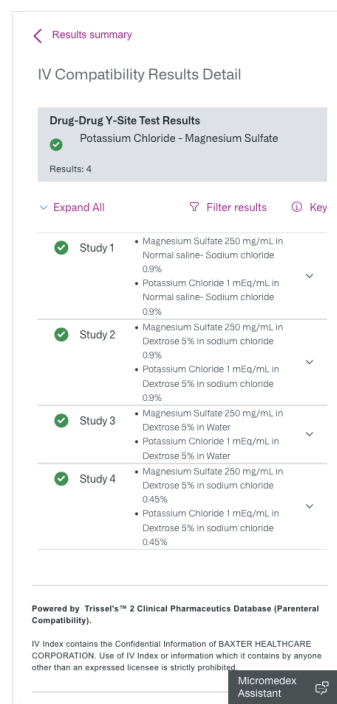 Results summary
IV Compatibility Results Detail
Drug-Drug Y-Site Test Results
Potassium Chloride - Magnesium Sulfate
Results: 4
Expand All
Filter results
Key
Study 1
• Magnesium Sulfate 250 mg/mL in
Normal saline- Sodium chloride
0.9%
• Potassium Chloride 1 mEq/mL in
Normal saline- Sodium chloride
0.9%
Study 2
• Magnesium Sulfate 250 mg/mL in
Dextrose 5% in sodium chloride
0.9%
• Potassium Chloride 1 mEq/mL in
Dextrose 5% in sodium chloride
0.9%
Study 3
• Magnesium Sulfate 250 mg/mL in
Dextrose 5% in Water
• Potassium Chloride 1 mEq/mL in
Dextrose 5% in Water
Study 4
• Magnesium Sulfate 250 mg/mL in
Dextrose 5% in sodium chloride
0.45%
• Potassium Chloride 1 mEq/mL in
Dextrose 5% in sodium chloride
0.45%
Powered by Trissel's™ 2 Clinical Pharmaceutics Database (Parenteral
Compatibility).
IV Index contains the Confidential Information of BAXTER HEALTHCARE
CORPORATION. Use of IV Index or information which it contains by anyone
other than an expressed licensee is strictly prohibited.
Micromedex
Assistant